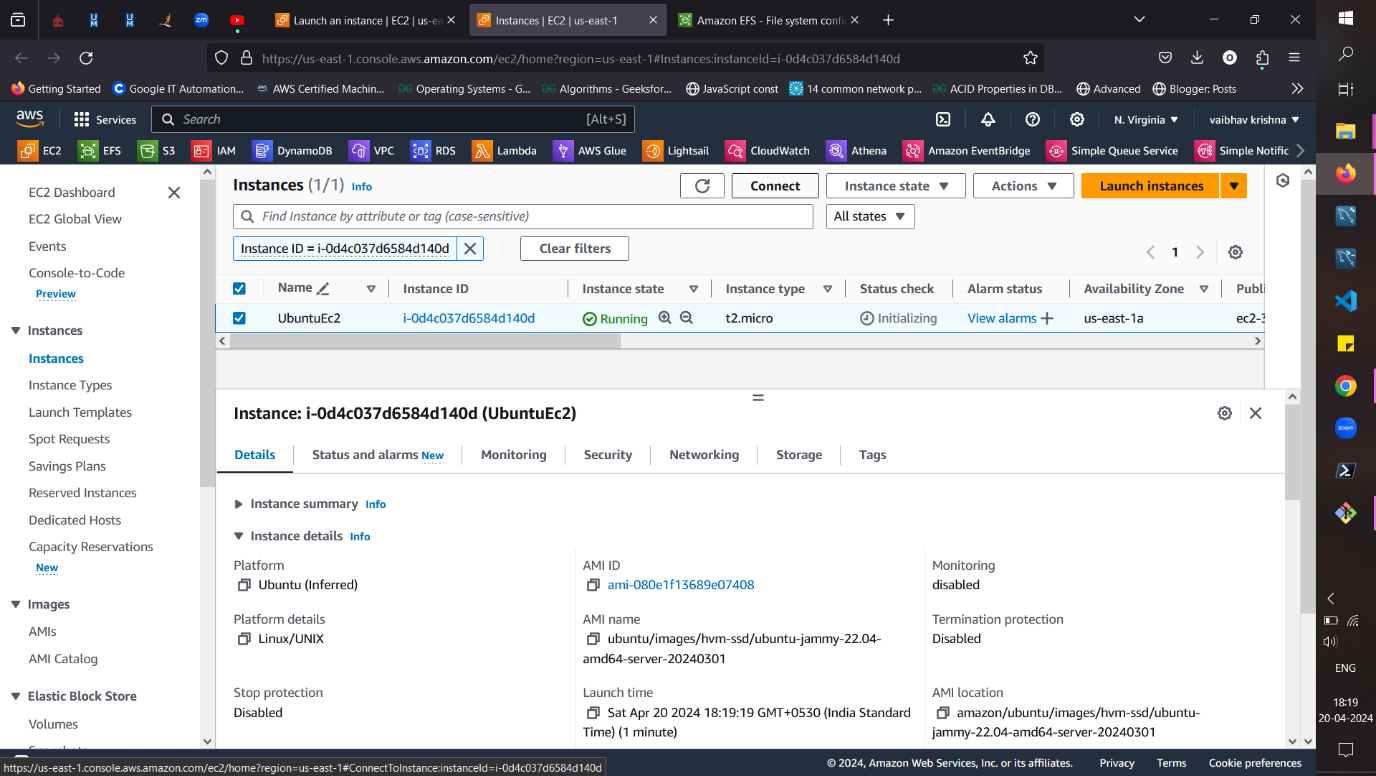 Launch an instance | EC2 | us-ea
Instances | EC2 | us-east-1
Amazon EFS - File system confi
https://us-east-1.console.aws.amazon.com/ec2/home?region=us-east-1#Instances:instanceId=i-0d4c037d6584d140d
Getting Started
Google IT Automation...
AWS Certified Machin...
Operating Systems - G...
Algorithms - Geeksfor...
JavaScript const
14 common network p...
ACID Properties in DB...
Advanced
Blogger: Posts
aws
Services
Search
[Alt+S]
N. Virginia
vaibhav krishna
EC2
EFS
S3
IAM
DynamoDB
VPC
RDS
Lambda
AWS Glue
Lightsail
CloudWatch
Athena
Amazon EventBridge
Simple Queue Service
Simple Notific
EC2 Dashboard
EC2 Global View
Events
Console-to-Code
Preview
Instances
Instances
Instance Types
Launch Templates
Spot Requests
Savings Plans
Reserved Instances
Dedicated Hosts
Capacity Reservations
New
Images
AMIs
AMI Catalog
Elastic Block Store
Volumes
Instances (1/1) Info
Connect
Instance state
Actions
Launch instances
Find Instance by attribute or tag (case-sensitive)
All states
Instance ID = i-0d4c037d6584d140d
Clear filters
1
Name
Instance ID
Instance state
Instance type
Status check
Alarm status
Availability Zone
Publi
UbuntuEc2
i-0d4c037d6584d140d
Running
t2.micro
Initializing
View alarms
us-east-1a
ec2-3
Instance: i-0d4c037d6584d140d (UbuntuEc2)
Details
Status and alarms New
Monitoring
Security
Networking
Storage
Tags
Instance summary Info
Instance details Info
Platform
Ubuntu (Inferred)
AMI ID
ami-080e1f13689e07408
Monitoring
disabled
Platform details
Linux/UNIX
AMI name
ubuntu/images/hvm-ssd/ubuntu-jammy-22.04-
amd64-server-20240301
Termination protection
Disabled
Stop protection
Disabled
Launch time
Sat Apr 20 2024 18:19:19 GMT+0530 (India Standard
Time) (1 minute)
AMI location
amazon/ubuntu/images/hvm-ssd/ubuntu-
jammy-22.04-amd64-server-20240301
https://us-east-1.console.aws.amazon.com/ec2/home?region=us-east-1#ConnectToInstance:instanceId=i-0d4c037d6584d140d
© 2024, Amazon Web Services, Inc. or its affiliates.
Privacy
Terms
Cookie preferences
zm
zoom
ENG
18:19
20-04-2024